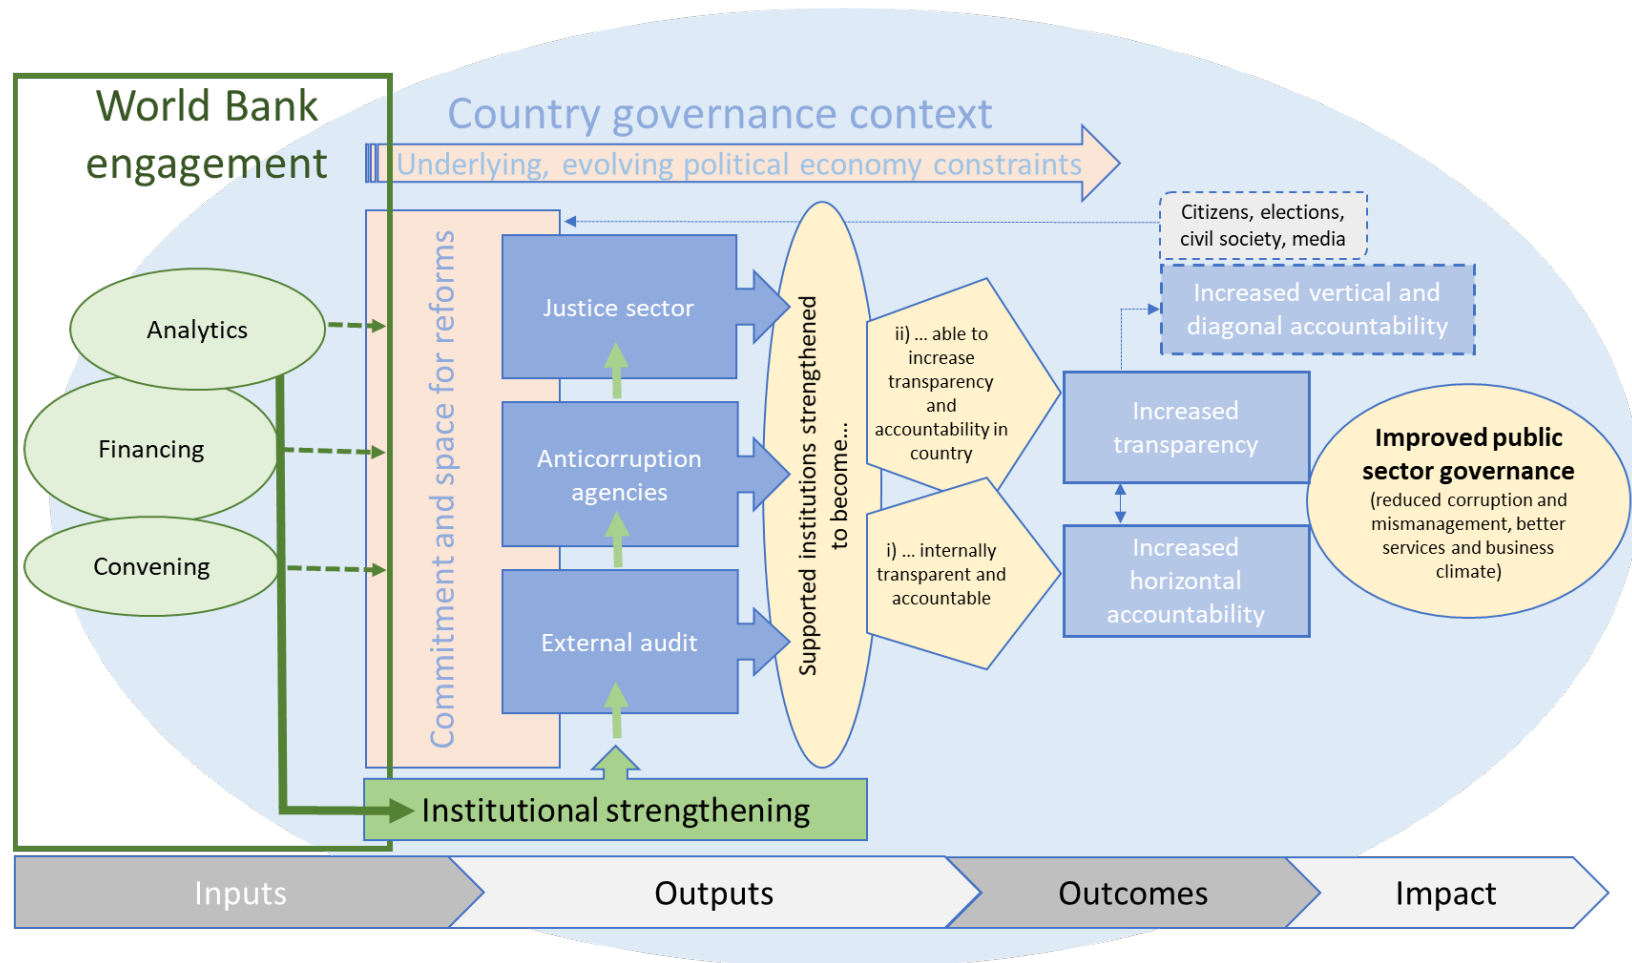 World Bank
engagement
Country governance context
Underlying, evolving political economy constraints
Citizens, elections,
civil society, media
Increased vertical and
diagonal accountability
Analytics
Financing
Convening
Commitment and space for reforms
Justice sector
Anticorruption
agencies
External audit
Supported institutions strengthened
to become...
ii) ... able to
increase
transparency
and
accountability in
country
i) ... internally
transparent and
accountable
Increased
transparency
Increased
horizontal
accountability
Improved public
sector governance
(reduced corruption and
mismanagement, better
services and business
climate)
Institutional strengthening
Inputs
Outputs
Outcomes
Impact